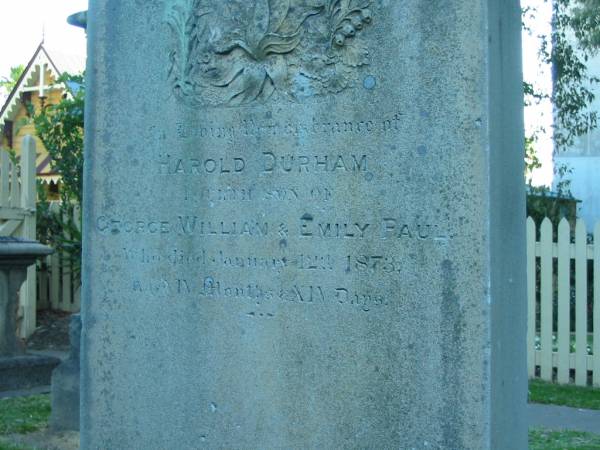 In Loving Remembrance of
HAROLD DURHAM
SON OF
GEORGE WILLIAM & EMILY PAUL
Who died January 12th 1873.
Aged IV Months & XIV Days.